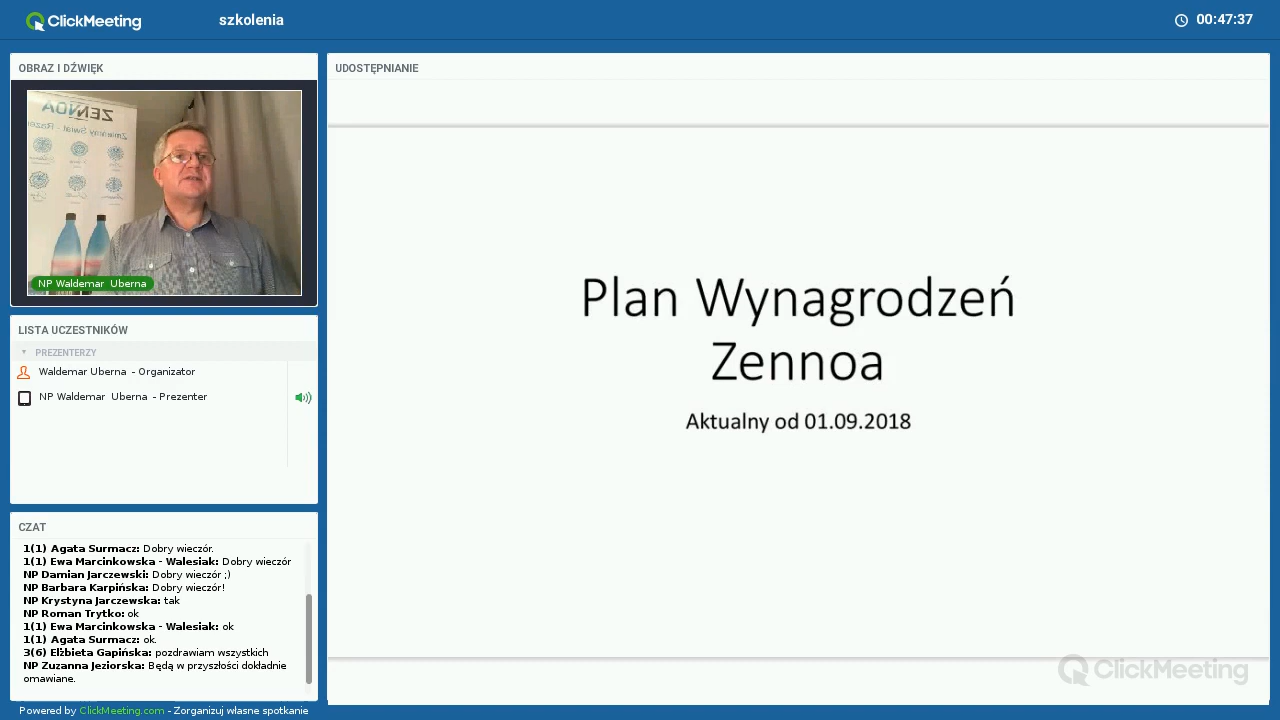 ClickMeeting
szkolenia
00:47:37
OBRAZ I DŹWIĘK
ZENNOA
NP Waldemar Uberna
LISTA UCZESTNIKÓW
PREZENTERZY
Waldemar Uberna - Organizator
NP Waldemar Uberna - Prezenter
CZAT
1(1) Agata Surmacz: Dobry wieczór.
1(1) Ewa Marcinkowska - Walesiak: Dobry wieczór
NP Damian Jarczewski: Dobry wieczór ;)
NP Barbara Karpińska: Dobry wieczór!
NP Krystyna Jarczewska: tak
NP Roman Trytko: ok
1(1) Ewa Marcinkowska - Walesiak: ok
1(1) Agata Surmacz: ok.
3(6) Elżbieta Gapińska: pozdrawiam wszystkich
NP Zuzanna Jeziorska: Będą w przyszłości dokładnie
omawiane.
Powered by ClickMeeting.com - Zorganizuj własne spotkanie
UDOSTĘPNIANIE
Plan Wynagrodzeń
Zennoa
Aktualny od 01.09.2018
ClickMeeting